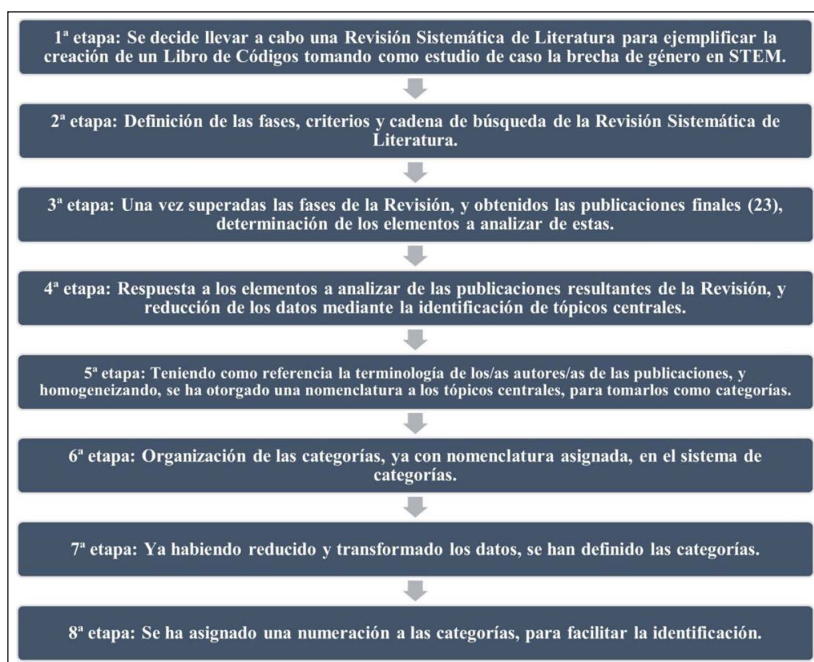 1ª etapa: Se decide llevar a cabo una Revisión Sistemática de Literatura para ejemplificar la
creación de un Libro de Códigos tomando como estudio de caso la brecha de género en STEM.
2ª etapa: Definición de las fases, criterios y cadena de búsqueda de la Revisión Sistemática de
Literatura.
3ª etapa: Una vez superadas las fases de la Revisión, y obtenidos las publicaciones finales (23),
determinación de los elementos a analizar de estas.
4ª etapa: Respuesta a los elementos a analizar de las publicaciones resultantes de la Revisión, y
reducción de los datos mediante la identificación de tópicos centrales.
5ª etapa: Teniendo como referencia la terminología de los/as autores/as de las publicaciones, y
homogeneizando, se ha otorgado una nomenclatura a los tópicos centrales, para tomarlos como categorías.
6ª etapa: Organización de las categorías, ya con nomenclatura asignada, en el sistema de
categorías.
7ª etapa: Ya habiendo reducido y transformado los datos, se han definido las categorías.
8ª etapa: Se ha asignado una numeración a las categorías, para facilitar la identificación.